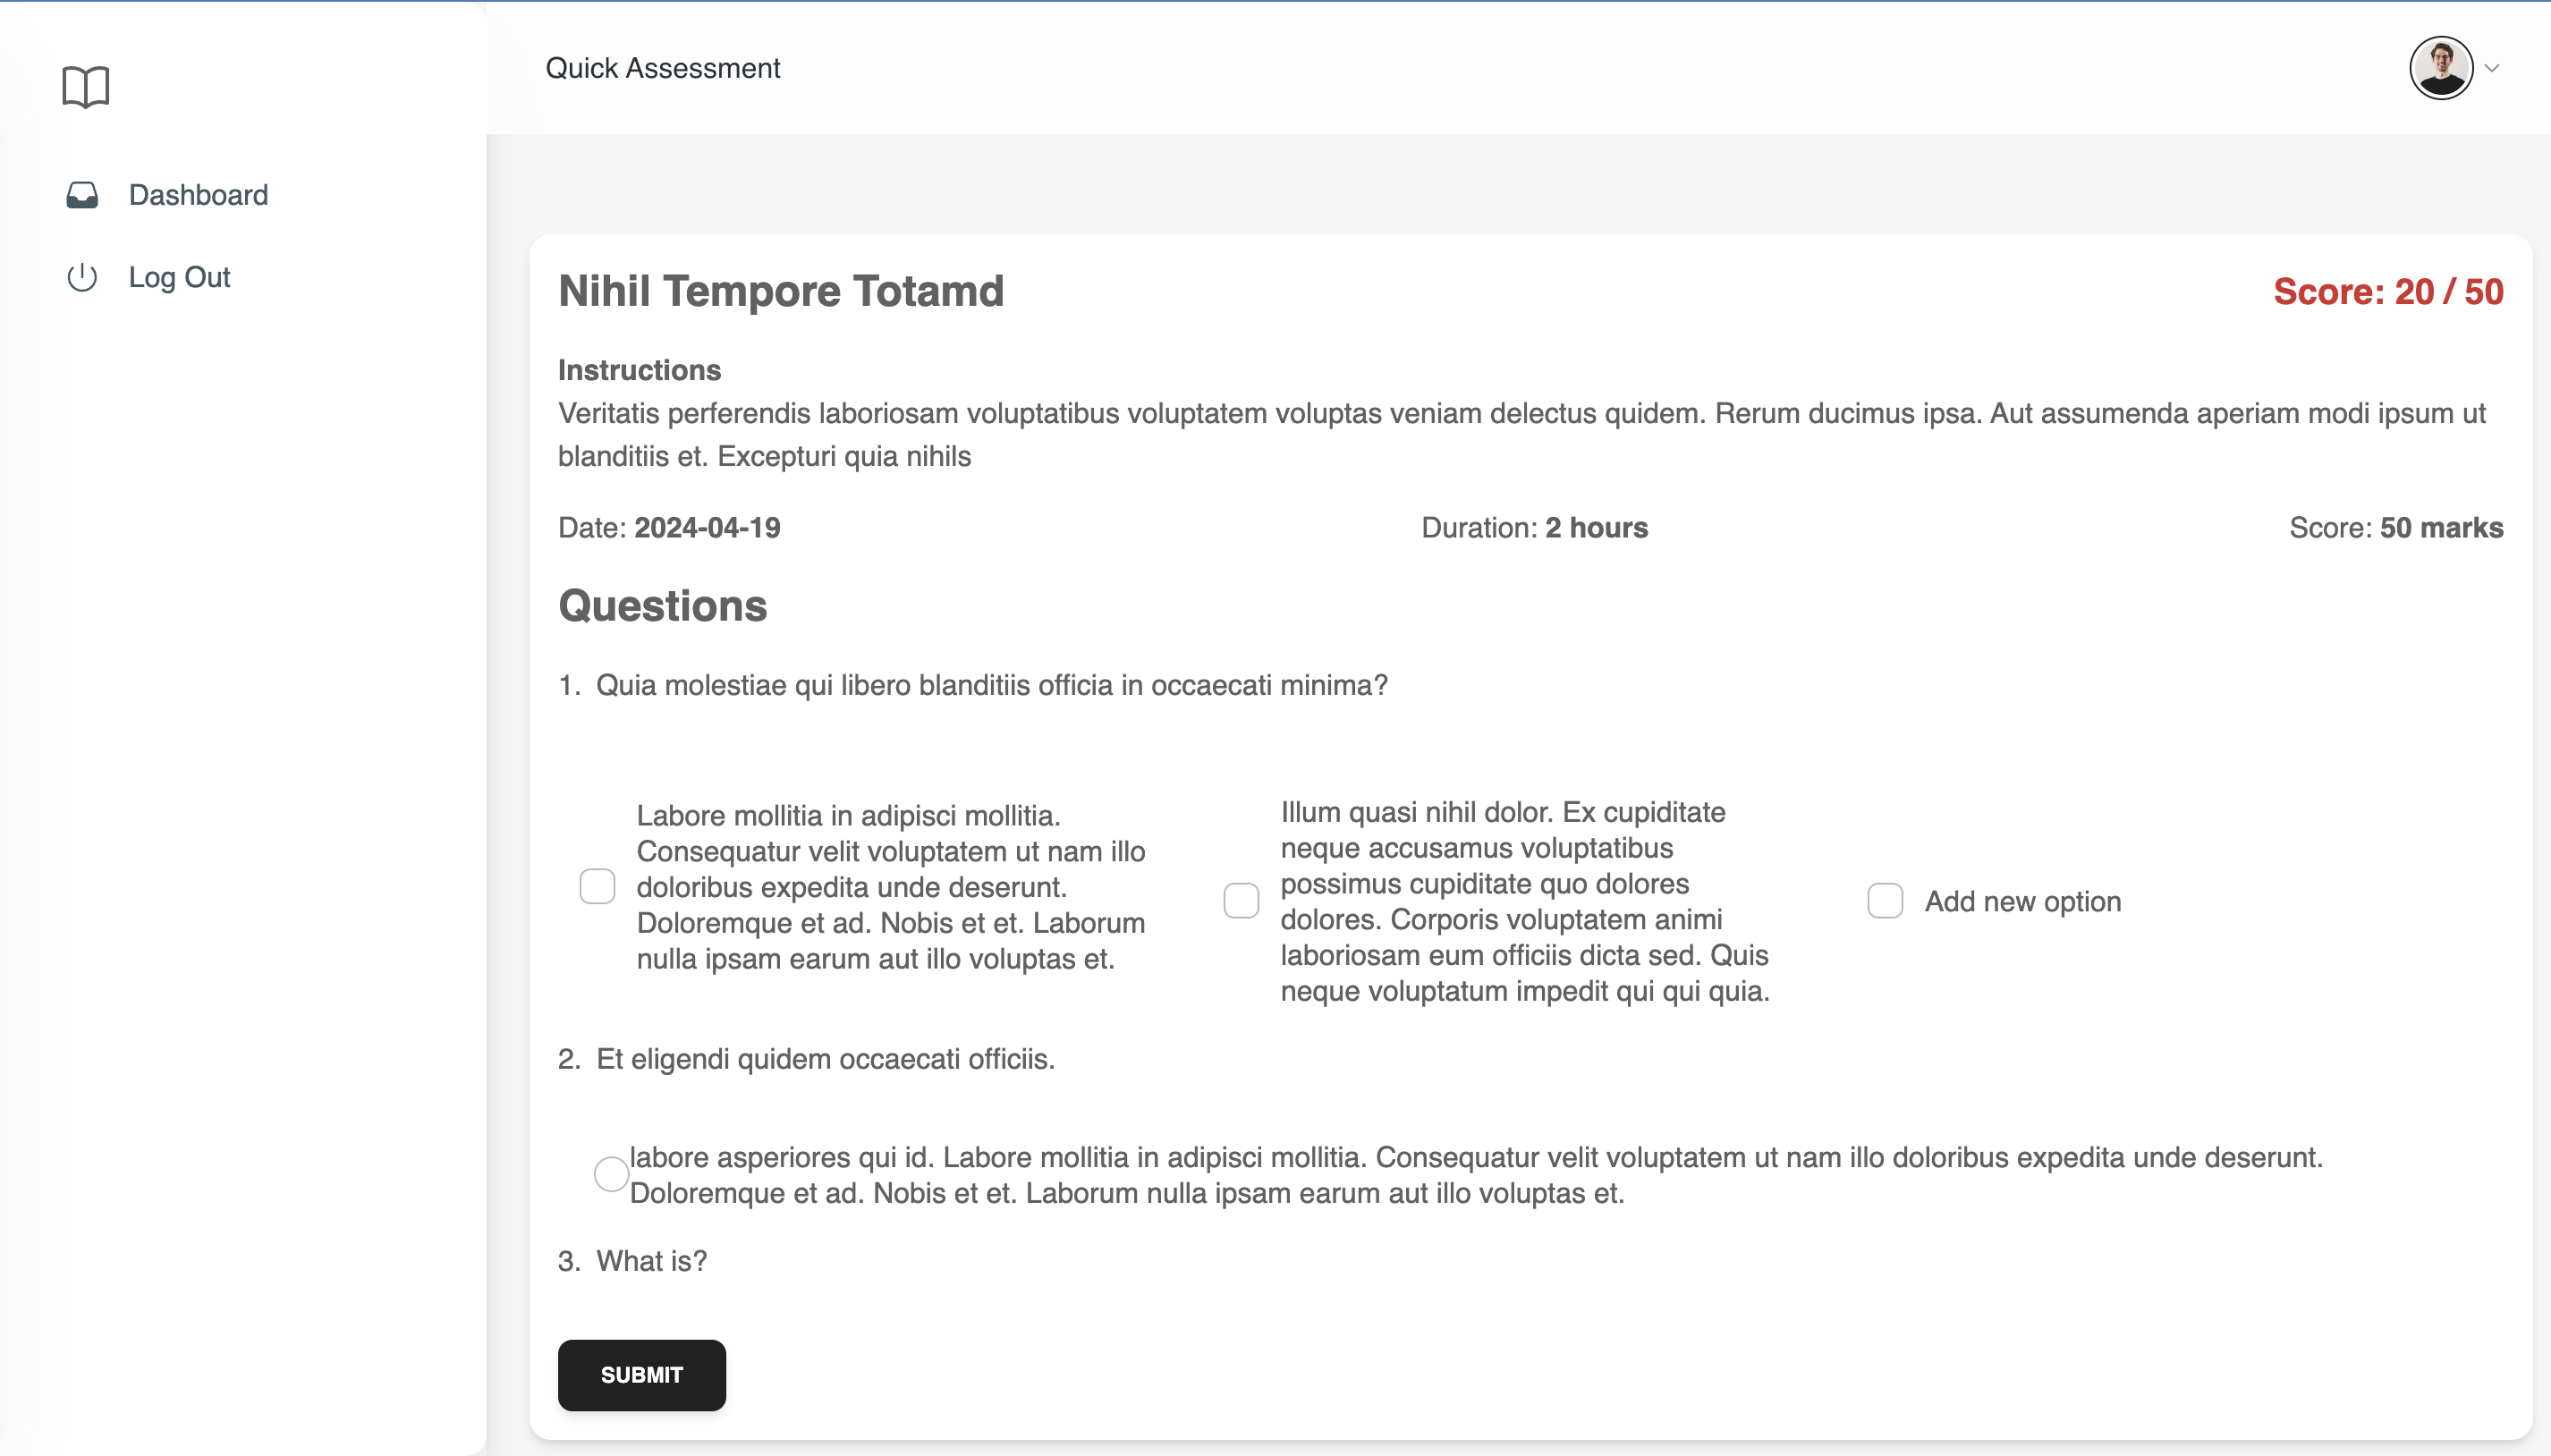 Quick Assessment
Dashboard
Log Out
Nihil Tempore Totamd
Score: 20 / 50
Instructions
Veritatis perferendis laboriosam voluptatibus voluptatem voluptas veniam delectus quidem. Rerum ducimus ipsa. Aut assumenda aperiam modi ipsum ut
blanditiis et. Excepturi quia nihils
Date: 2024-04-19
Duration: 2 hours
Score: 50 marks
Questions
1. Quia molestiae qui libero blanditiis officia in occaecati minima?
Labore mollitia in adipisci mollitia.
Consequatur velit voluptatem ut nam illo
doloribus expedita unde deserunt.
Doloremque et ad. Nobis et et. Laborum
nulla ipsam earum aut illo voluptas et.
Illum quasi nihil dolor. Ex cupiditate
neque accusamus voluptatibus
possimus cupiditate quo dolores
dolores. Corporis voluptatem animi
laboriosam eum officiis dicta sed. Quis
neque voluptatum impedit qui qui quia.
Add new option
2. Et eligendi quidem occaecati officiis.
labore asperiores qui id. Labore mollitia in adipisci mollitia. Consequatur velit voluptatem ut nam illo doloribus expedita unde deserunt.
Doloremque et ad. Nobis et et. Laborum nulla ipsam earum aut illo voluptas et.
3. What is?
SUBMIT